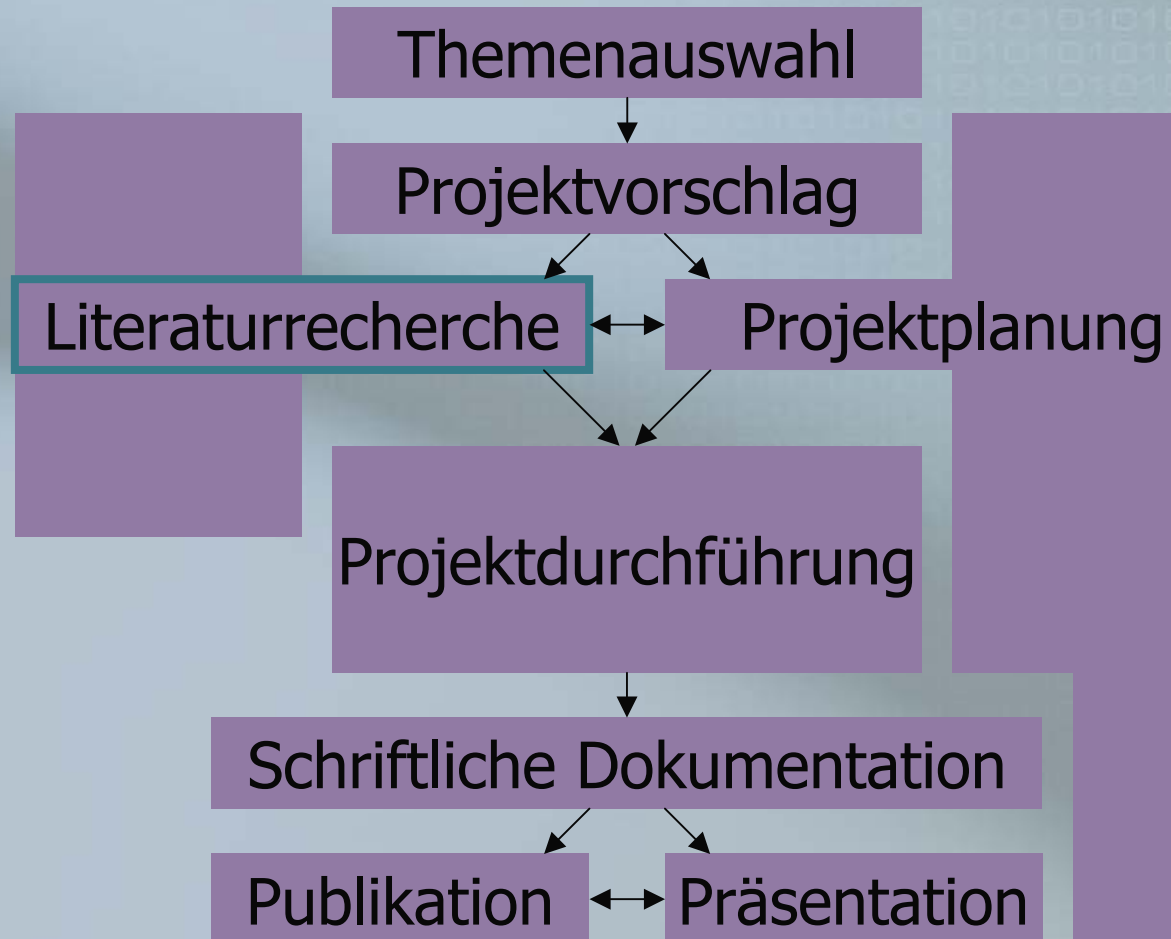 Themenauswahl
Projektvorschlag
Literaturrecherche
Projektplanung
Projektdurchführung
Schriftliche Dokumentation
Publikation
Präsentation